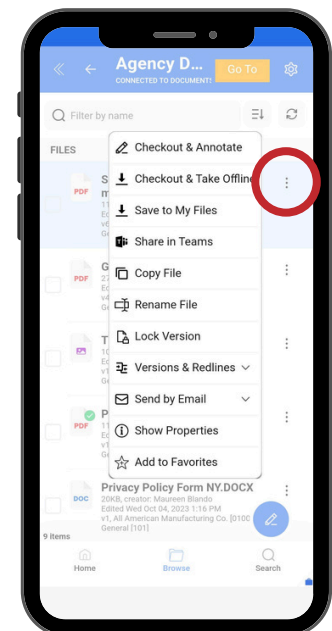 Agency D...
CONNECTED TO DOCUMENT!
Go To
Filter by name
FILES
Checkout & Annotate
Checkout & Take Offline
Save to My Files
Share in Teams
Copy File
Rename File
Lock Version
Versions & Redlines
Send by Email
Show Properties
Add to Favorites
PDF
PDF
PDF
DOC
Privacy Policy Form NY.DOCX
20KB, creator: Maureen Blando
Edited Wed Oct 04, 2023 1:16 PM
v1, All American Manufacturing Co. [010C
General [101]
9 items
Home
Browse
Search